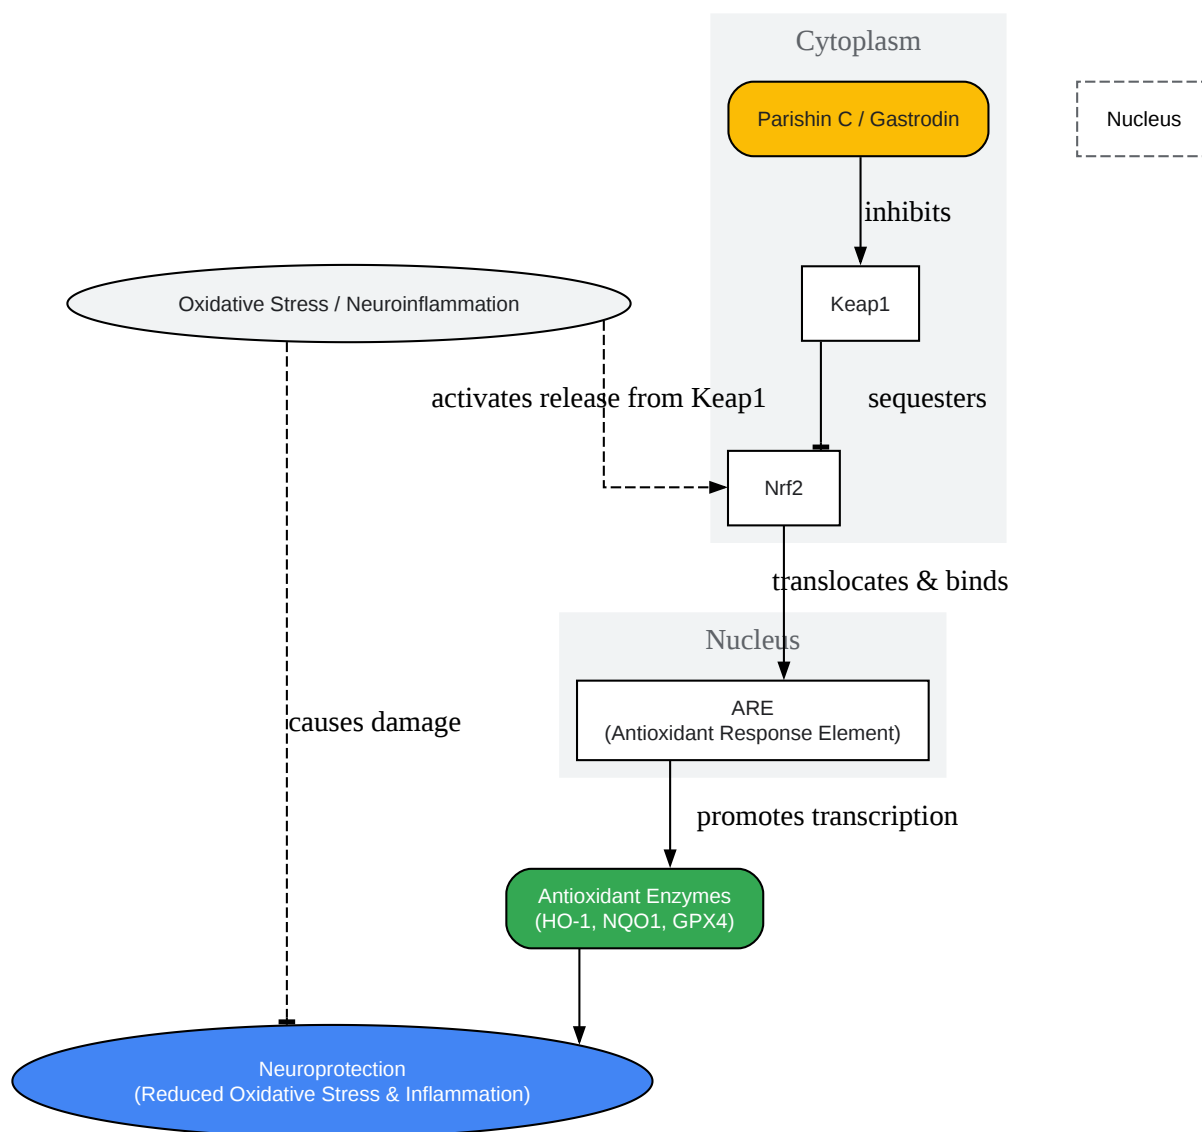 Cytoplasm
Parishin C / Gastrodin
Nucleus
inhibits
Oxidative Stress / Neuroinflammation
Keap1
activates release from Keap1
sequesters
Nrf2
translocates & binds
Nucleus
ARE
(Antioxidant Response Element)
causes damage
promotes transcription
Antioxidant Enzymes
(HO-1, NQO1, GPX4)
Neuroprotection
(Reduced Oxidative Stress & Inflammation)